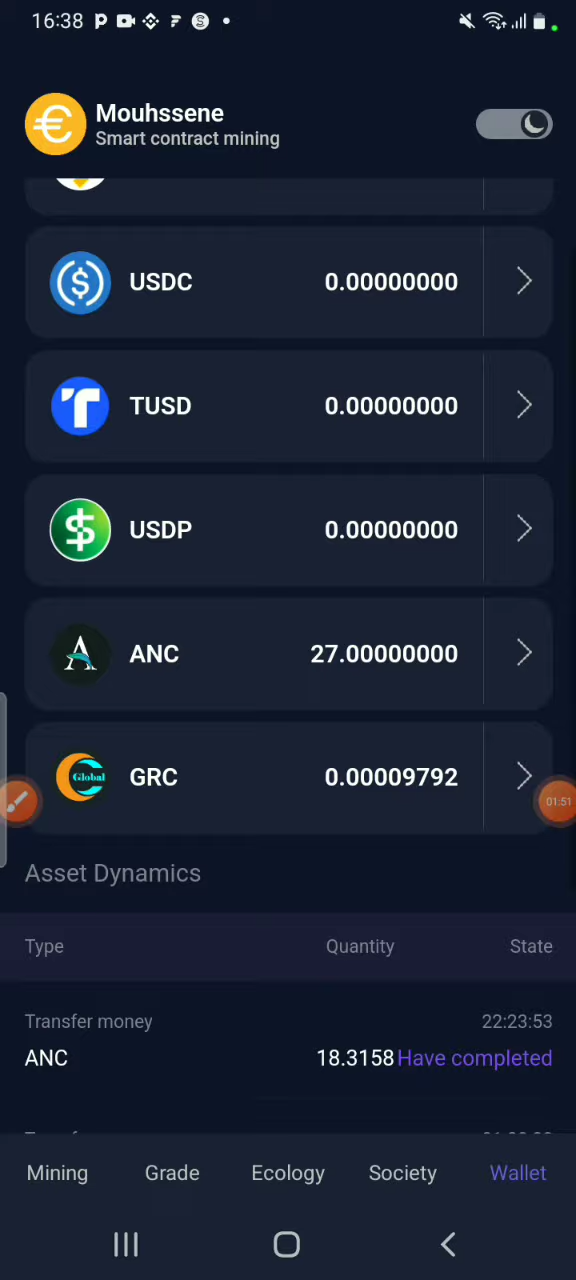 16:38
Mouhssene
Smart contract mining
USDC 0.00000000
TUSD 0.00000000
USDP 0.00000000
ANC 27.00000000
Global GRC 0.00009792
01:51
Asset Dynamics
Type Quantity State
Transfer money 22:23:53
ANC 18.3158 Have completed
Mining Grade Ecology Society Wallet